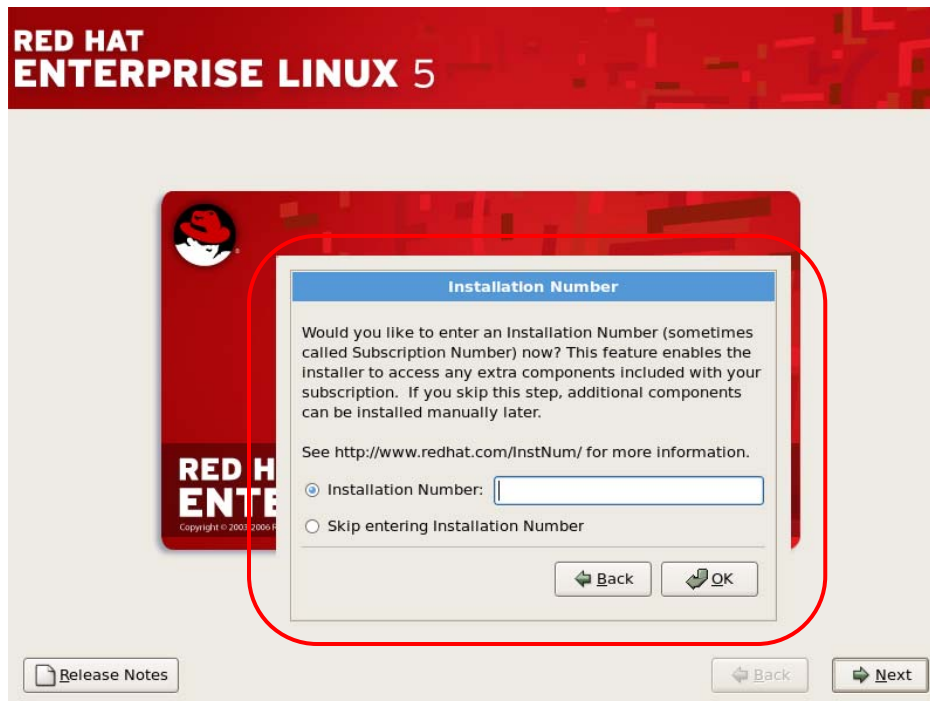 RED HAT
ENTERPRISE LINUX 5
Installation Number
Would you like to enter an Installation Number (sometimes
called Subscription Number) now? This feature enables the
installer to access any extra components included with your
subscription.  If you skip this step, additional components
can be installed manually later.
See http://www.redhat.com/InstNum/ for more information.
RED H
ENTE
Copyright © 2003-2006 R
Installation Number:
Skip entering Installation Number
Back
OK
Release Notes
Back
Next